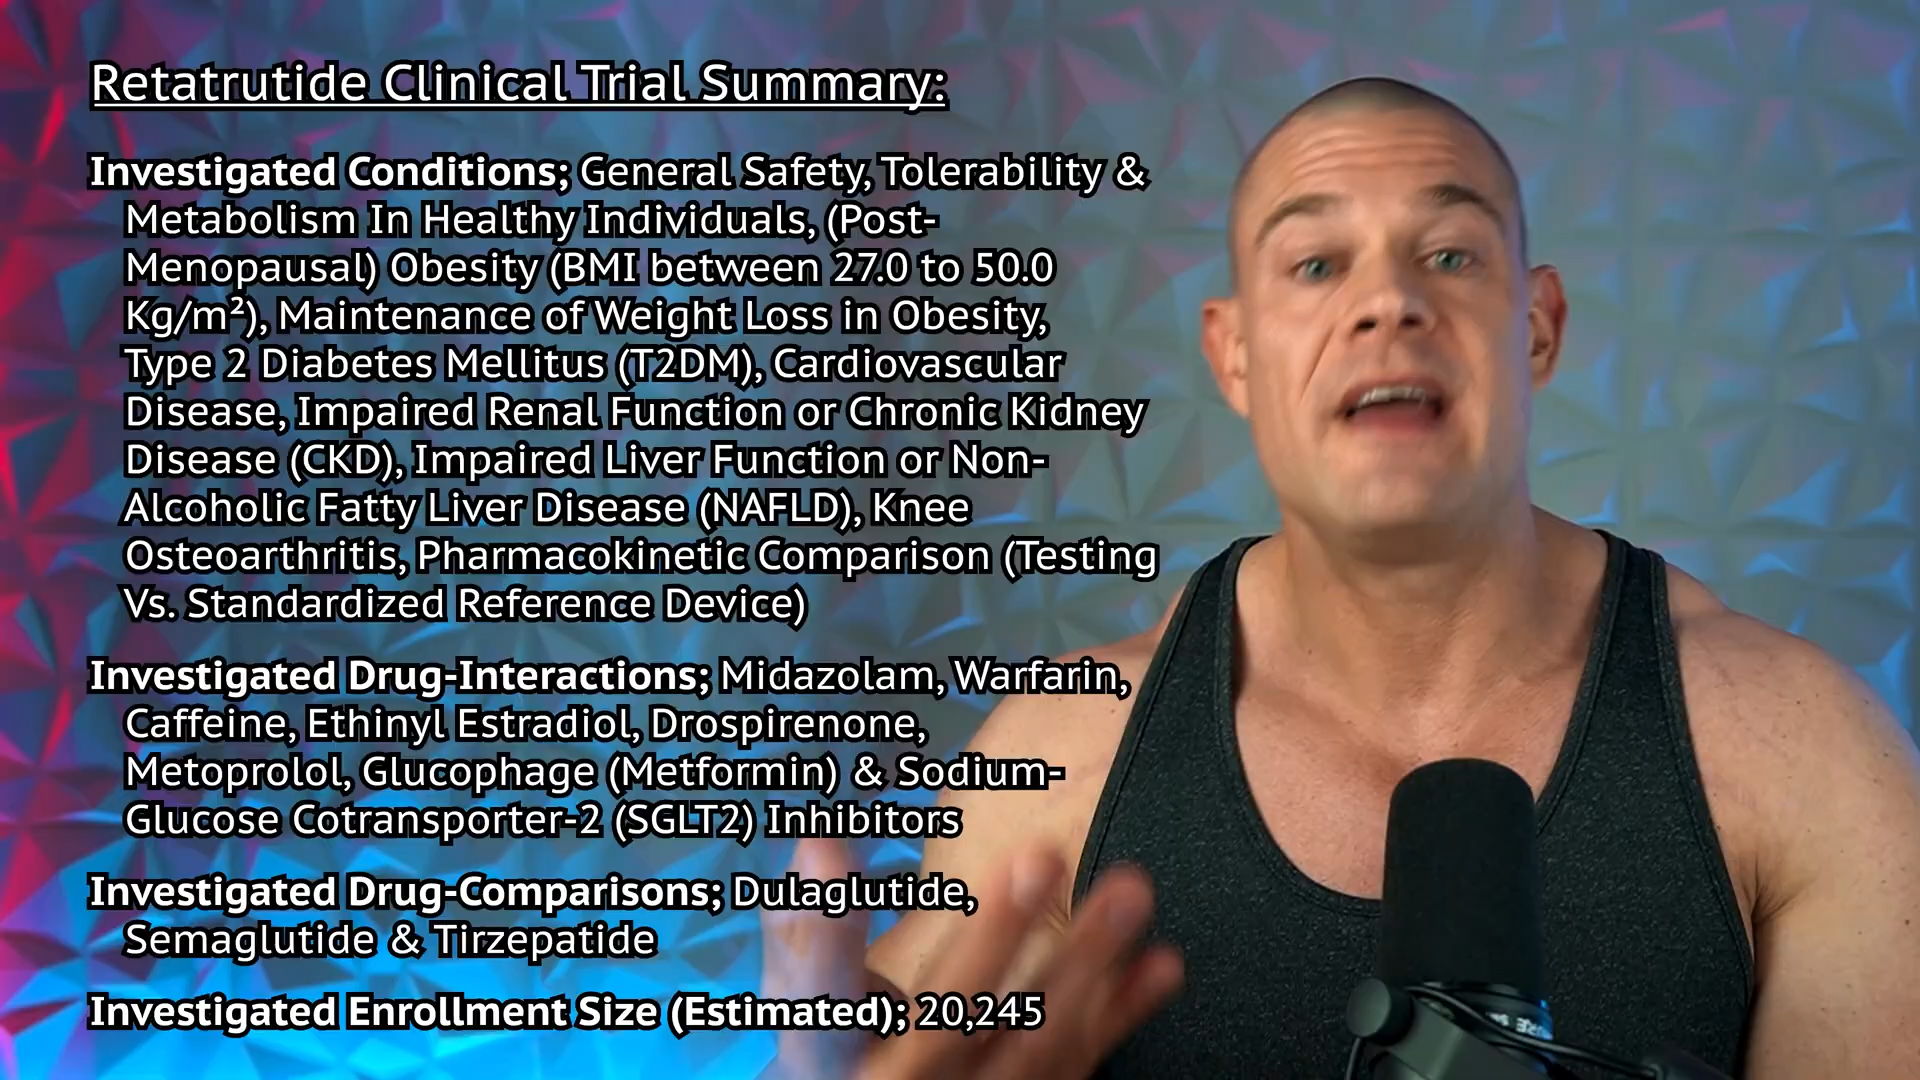 Retatrutide Clinical Trial Summary:
Investigated Conditions; General Safety, Tolerability &
Metabolism In Healthy Individuals, (Post-
Menopausal) Obesity (BMI between 27.0 to 50.0
Kg/m²), Maintenance of Weight Loss in Obesity,
Type 2 Diabetes Mellitus (T2DM), Cardiovascular
Disease, Impaired Renal Function or Chronic Kidney
Disease (CKD), Impaired Liver Function or Non-
Alcoholic Fatty Liver Disease (NAFLD), Knee
Osteoarthritis, Pharmacokinetic Comparison (Testing
Vs. Standardized Reference Device)
Investigated Drug-Interactions; Midazolam, Warfarin,
Caffeine, Ethinyl Estradiol, Drospirenone,
Metoprolol, Glucophage (Metformin) & Sodium-
Glucose Cotransporter-2 (SGLT2) Inhibitors
Investigated Drug-Comparisons; Dulaglutide,
Semaglutide & Tirzepatide
Investigated Enrollment Size (Estimated); 20,245